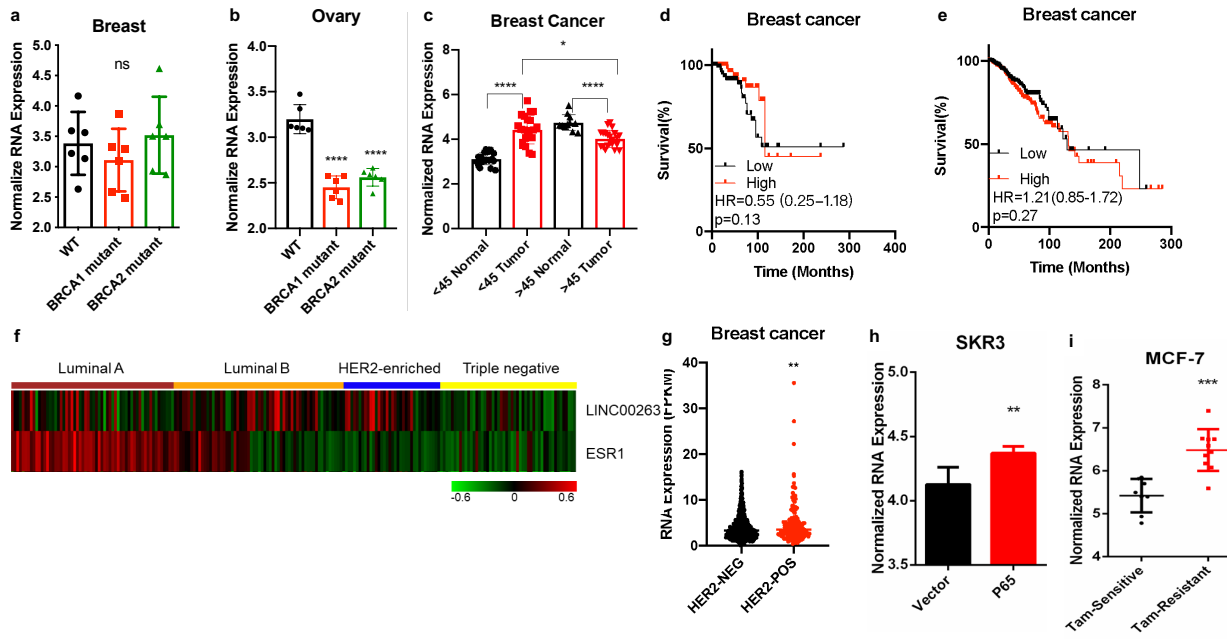 a
Breast
Normalize RNA Expression
5.0
4.5
4.0
3.5
3.0
2.5
2.0
ns
WT
BRCA1 mutant
BRCA2 mutant
b
Ovary
Normalize RNA Expression
4.0
3.5
3.0
2.5
2.0
****
****
WT
BRCA1 mutant
BRCA2 mutant
c
Breast Cancer
Normalized RNA Expression
8
6
4
2
0
*
****
****
<45 Normal
<45 Tumor
>45 Normal
>45 Tumor
d
Breast cancer
Survival(%)
100
50
0
Low
High
HR=0.55 (0.25–1.18)
p=0.13
0
100
200
300
400
Time (Months)
e
Breast cancer
Survival(%)
100
50
0
Low
High
HR=1.21(0.85-1.72)
p=0.27
0
100
200
300
Time (Months)
f
Luminal A
Luminal B
HER2-enriched
Triple negative
LINC00263
ESR1
-0.6
0
0.6
g
Breast cancer
RNA Expression (FPKM)
40
30
20
10
0
**
HER2-NEG
HER2-POS
h
SKR3
Normalized RNA Expression
5.0
4.5
4.0
3.5
**
Vector
P65
i
MCF-7
Normalized RNA Expression
8
7
6
5
4
***
Tam-Sensitive
Tam-Resistant